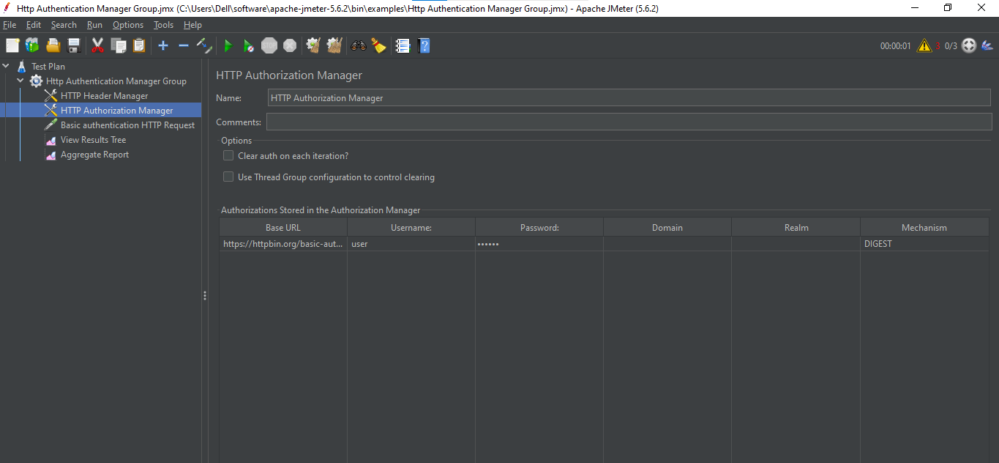 Http Authentication Manager Group.jmx (C:\Users\Dell\software\apache-jmeter-5.6.2\bin\examples\Http Authentication Manager Group.jmx) - Apache JMeter (5.6.2)
File Edit Search Run Options Tools Help
STOP 00:00:01 3 0/3
Test Plan
Http Authentication Manager Group
HTTP Header Manager
HTTP Authorization Manager
Basic authentication HTTP Request
View Results Tree
Aggregate Report
HTTP Authorization Manager
Name: HTTP Authorization Manager
Comments:
Options
Clear auth on each iteration?
Use Thread Group configuration to control clearing
Authorizations Stored in the Authorization Manager
Base URL Username: Password: Domain Realm Mechanism
https://httpbin.org/basic-aut... user •••••• DIGEST